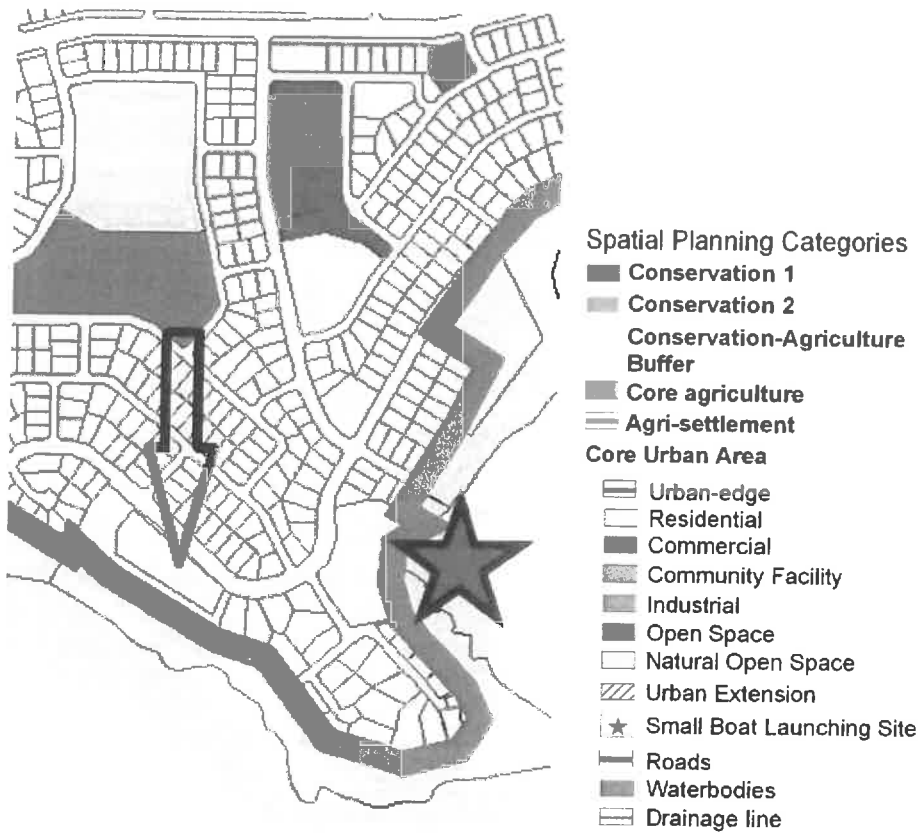 Spatial Planning Categories
Conservation 1
Conservation 2
Conservation-Agriculture
Buffer
Core agriculture
Agri-settlement
Core Urban Area
Urban-edge
Residential
Commercial
Community Facility
Industrial
Open Space
Natural Open Space
Urban Extension
Small Boat Launching Site
Roads
Waterbodies
Drainage line